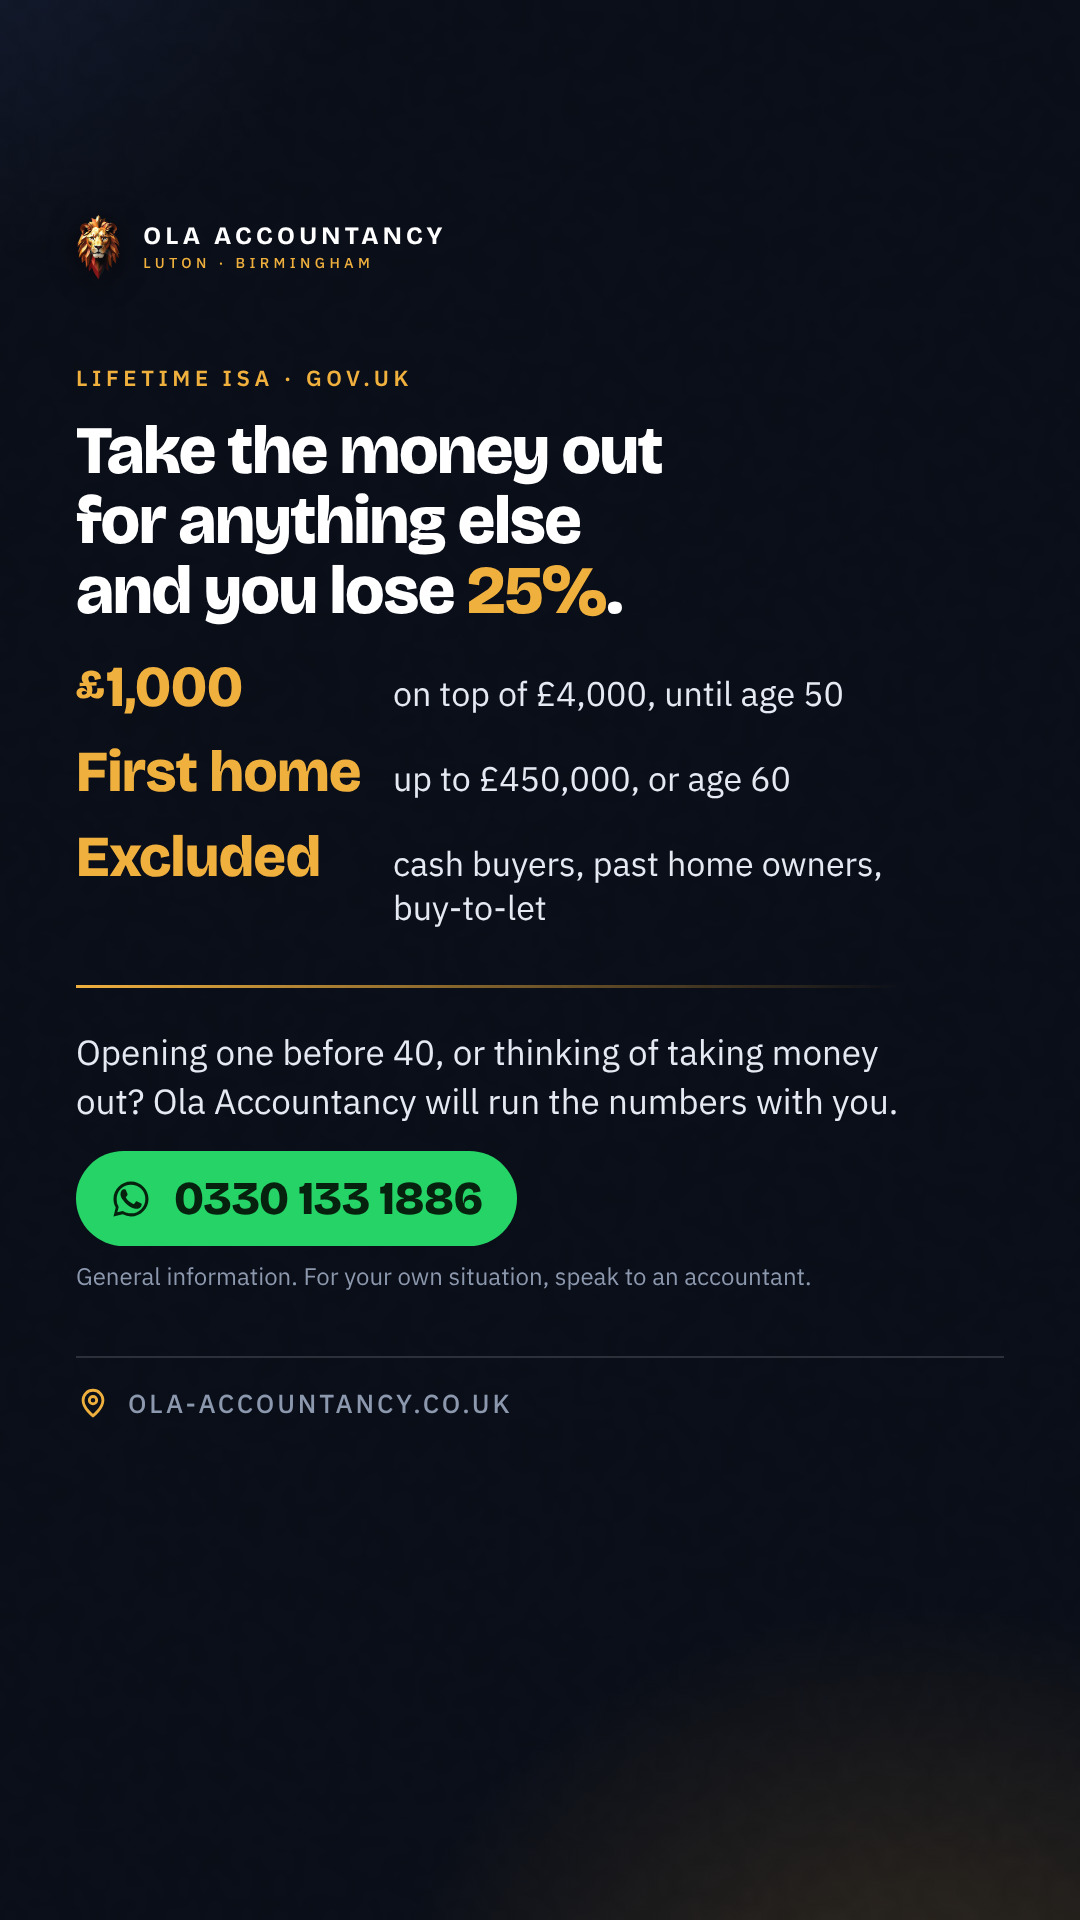 OLA ACCOUNTANCY
LUTON · BIRMINGHAM
LIFETIME ISA · GOV.UK
Take the money out
for anything else
and you lose 25%.
£1,000 on top of £4,000, until age 50
First home up to £450,000, or age 60
Excluded cash buyers, past home owners,
buy-to-let
Opening one before 40, or thinking of taking money
out? Ola Accountancy will run the numbers with you.
0330 133 1886
General information. For your own situation, speak to an accountant.
OLA-ACCOUNTANCY.CO.UK